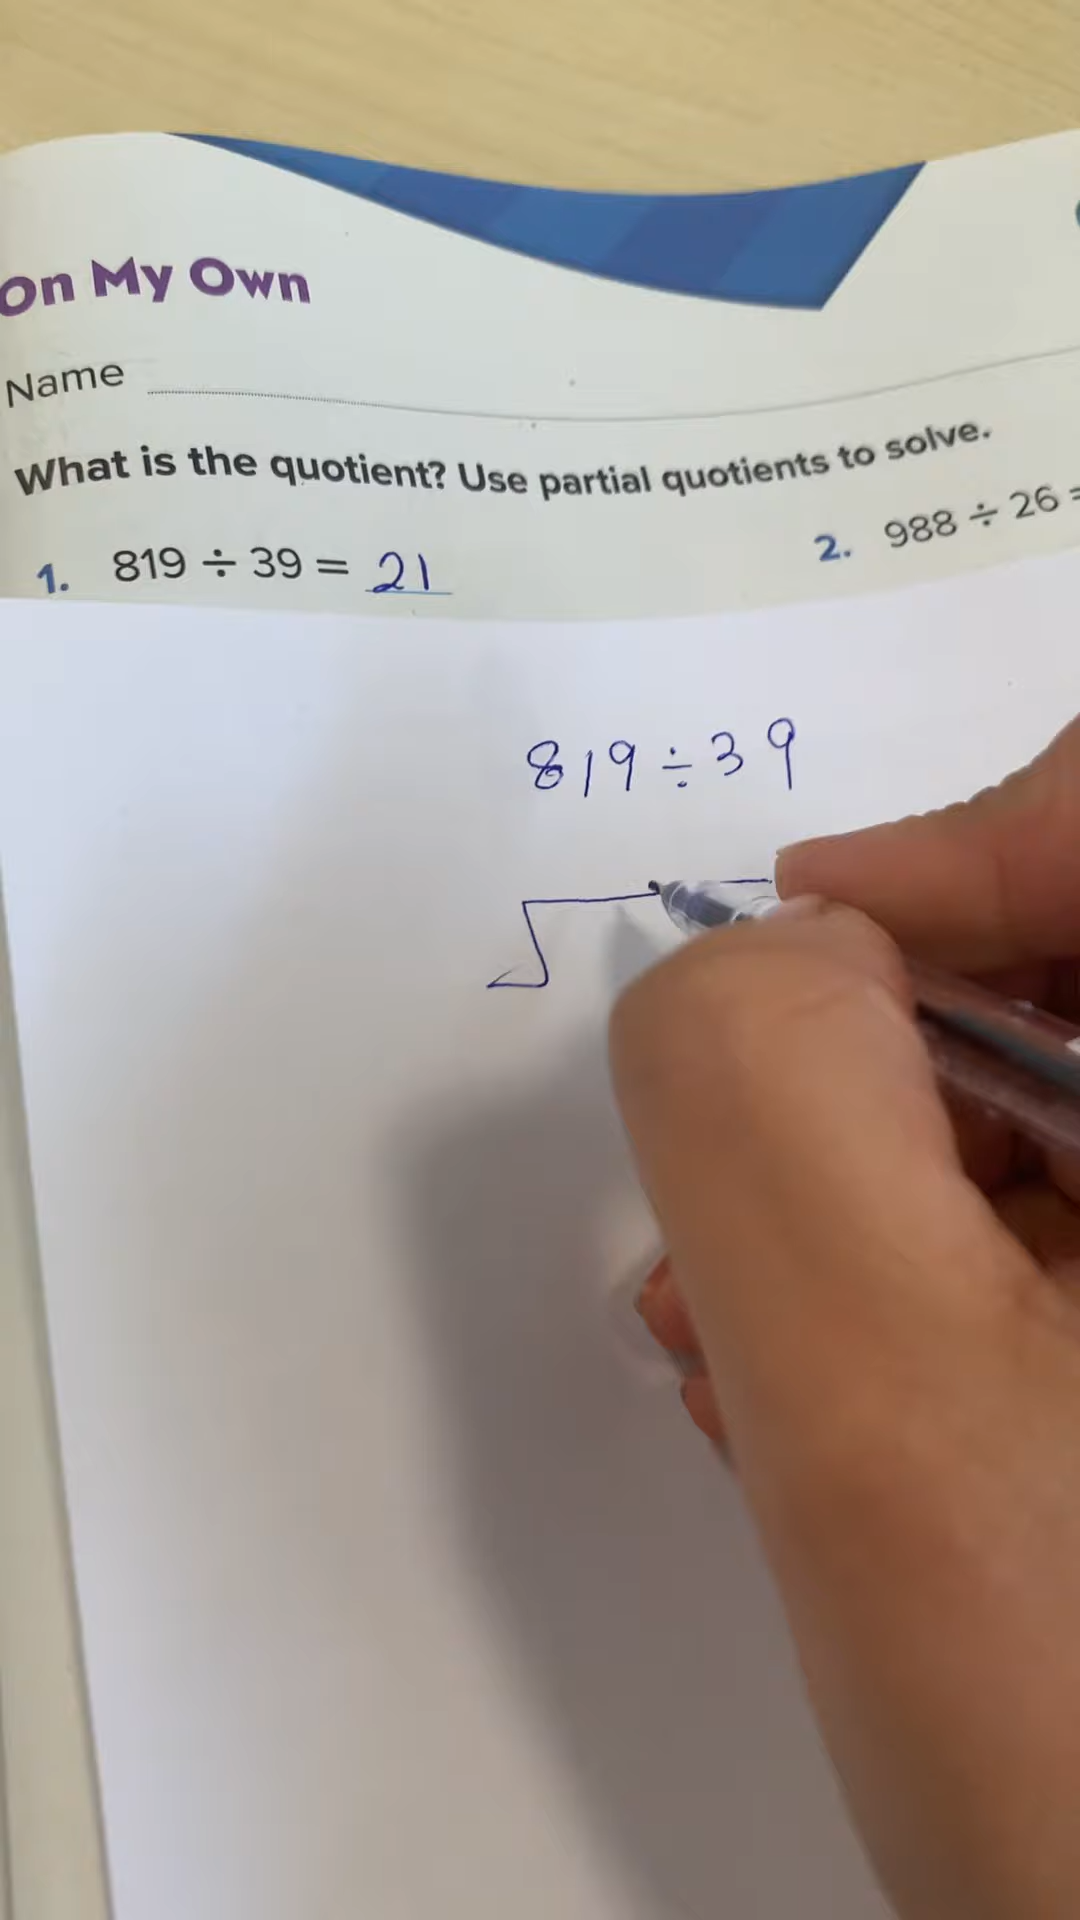 On My Own
Name
What is the quotient? Use partial quotients to solve.
1. 819 ÷ 39 = 21
2. 988 ÷ 26 =
819 ÷ 39